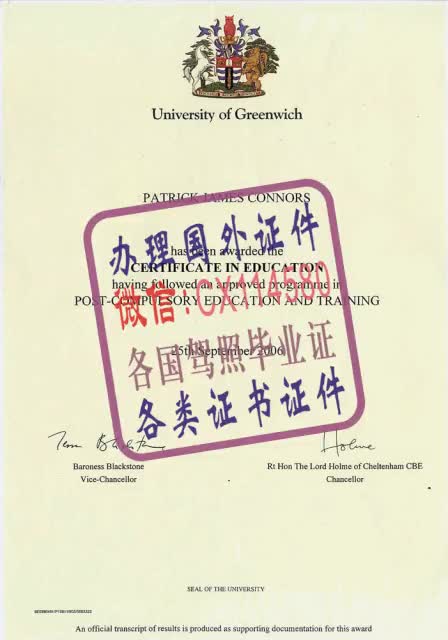 University of Greenwich
PATRICK JAMES CONNORS
has been awarded the
CERTIFICATE IN EDUCATION
having followed an approved programme in
POST-COMPULSORY EDUCATION AND TRAINING
25th September 2006
办理国外证件
微信:CX114580
各国驾照毕业证
各类证书证件
Baroness Blackstone
Vice-Chancellor
Rt Hon The Lord Holme of Cheltenham CBE
Chancellor
SEAL OF THE UNIVERSITY
An official transcript of results is produced as supporting documentation for this award